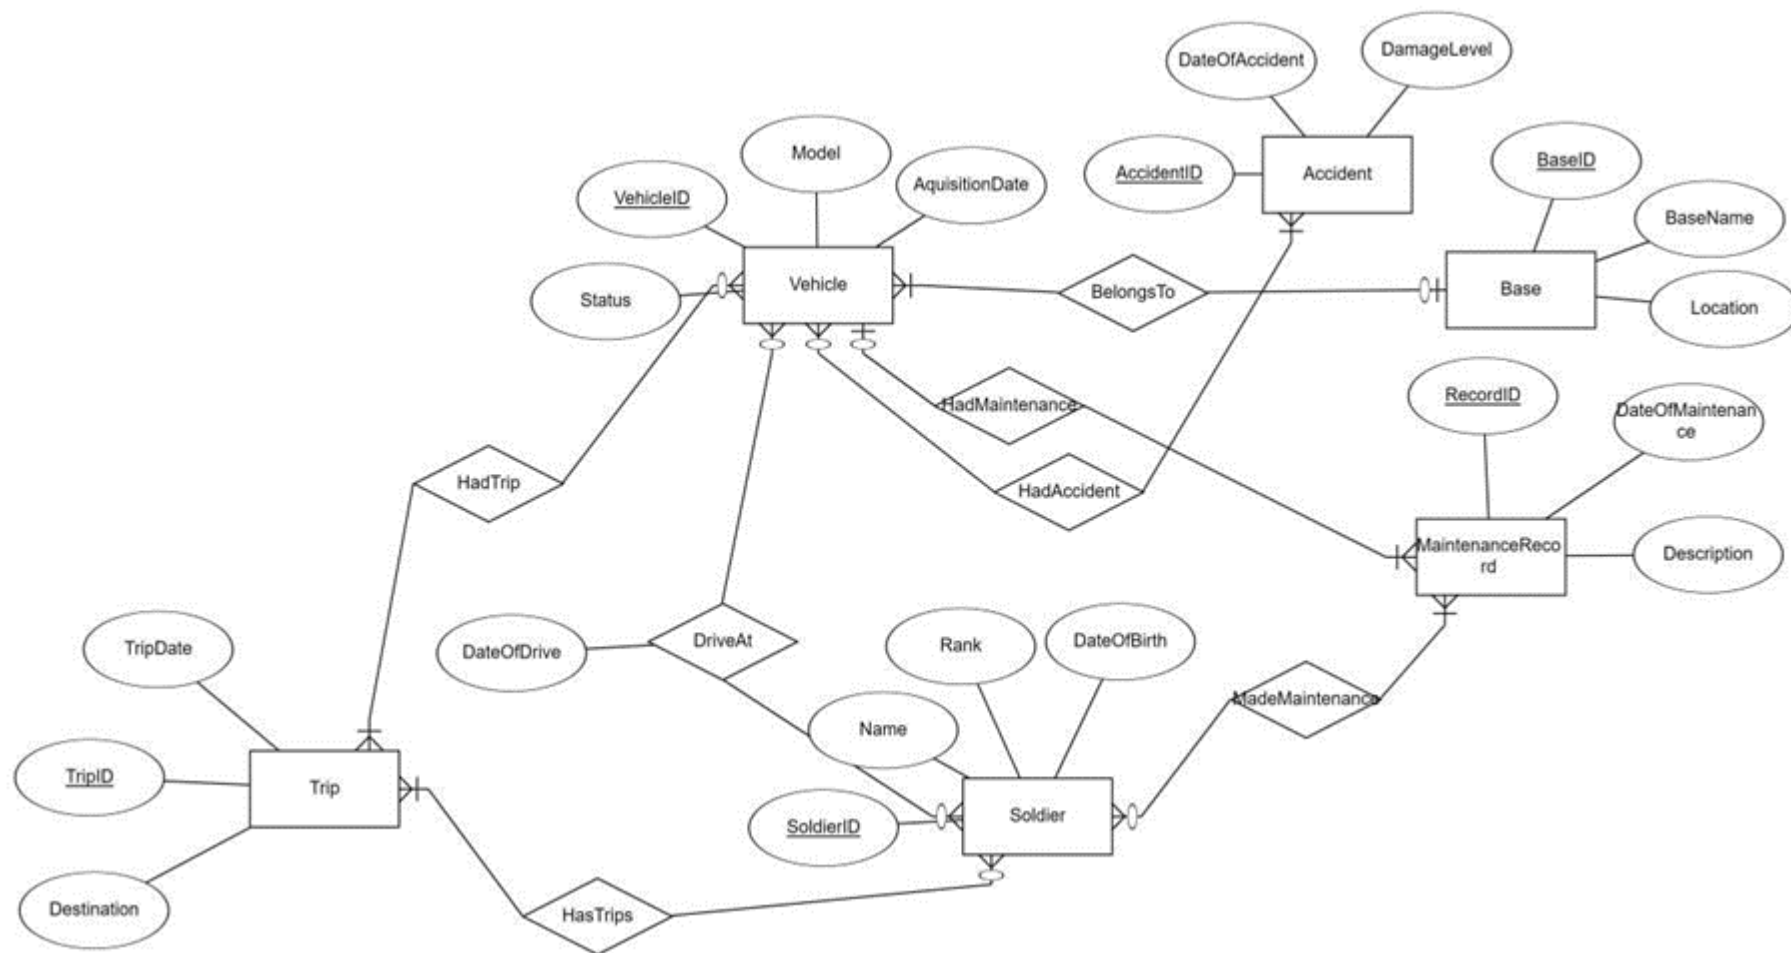 DateOfAccident
DamageLevel
Model
BaseID
AccidentID
Accident
VehicleID
AquisitionDate
BaseName
Status
Vehicle
BelongsTo
Base
Location
HadMaintenance
RecordID
DateOfMaintenan
ce
HadTrip
HadAccident
MaintenanceReco
rd
Description
TripDate
DateOfDrive
DriveAt
Rank
DateOfBirth
MadeMaintenance
Name
TripID
Trip
SoldierID
Soldier
Destination
HasTrips